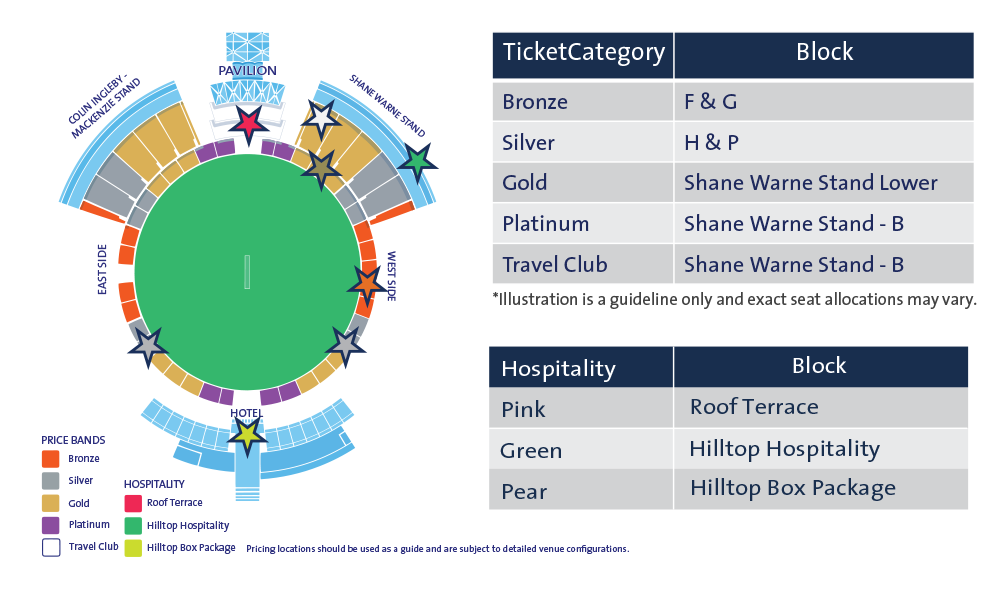 PAVILION
COLIN INGLEBY -
MACKENZIE STAND
SHANE WARNE STAND
EAST SIDE
WEST SIDE
HOTEL
PRICE BANDS
Bronze
Silver
Gold
Platinum
Travel Club
HOSPITALITY
Roof Terrace
Hilltop Hospitality
Hilltop Box Package
Pricing locations should be used as a guide and are subject to detailed venue configurations.
TicketCategory Block
Bronze F & G
Silver H & P
Gold Shane Warne Stand Lower
Platinum Shane Warne Stand - B
Travel Club Shane Warne Stand - B
*Illustration is a guideline only and exact seat allocations may vary.
Hospitality Block
Pink Roof Terrace
Green Hilltop Hospitality
Pear Hilltop Box Package